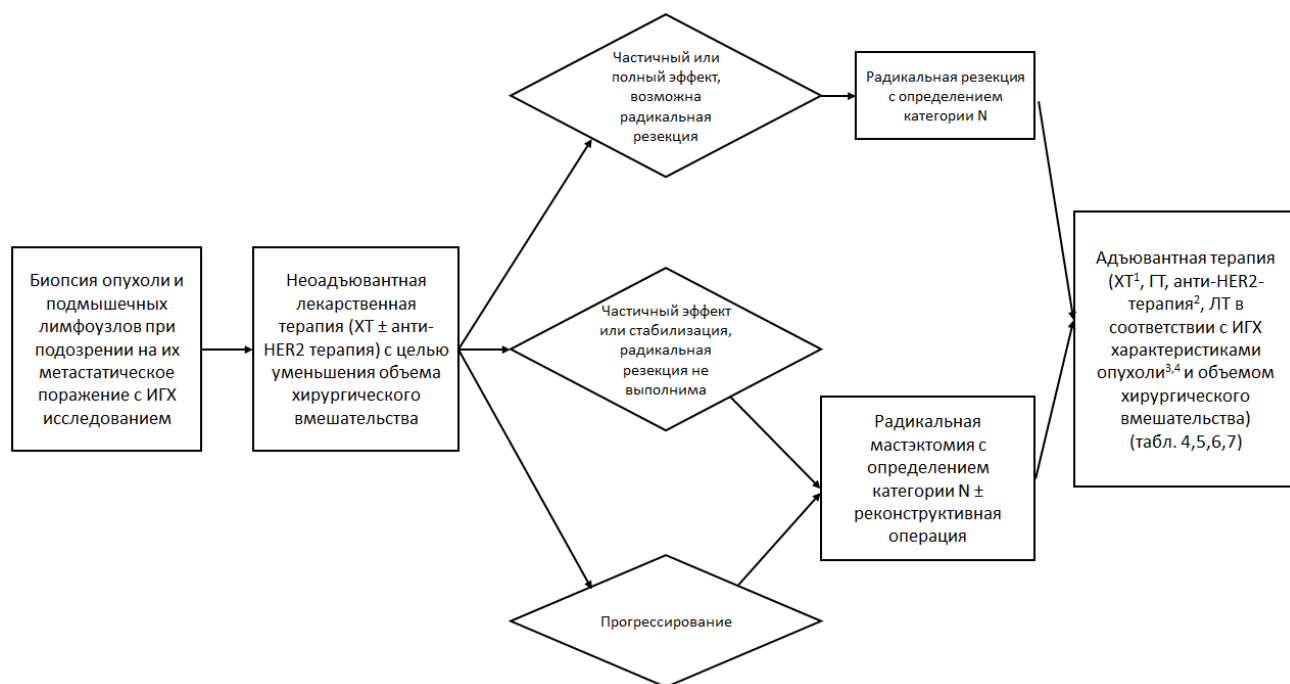 Биопсия опухоли и
подмышечных
лимфоузлов при
подозрении на их
метастатическое
поражение с ИГХ
исследованием
Неоадъювантная
лекарственная
терапия (ХТ ± анти-
HER2 терапия) с целью
уменьшения объема
хирургического
вмешательства
Частичный или
полный эффект,
возможна
радикальная
резекция
Радикальная резекция
с определением
категории N
Частичный эффект
или стабилизация,
радикальная
резекция не
выполнима
Радикальная
мастэктомия с
определением
категории N ±
реконструктивная
операция
Прогрессирование
Адъювантная терапия
(ХТ¹, ГТ, анти-HER2-
терапия², ЛТ в
соответствии с ИГХ
характеристиками
опухоли³,⁴ и объемом
хирургического
вмешательства)
(табл. 4,5,6,7)